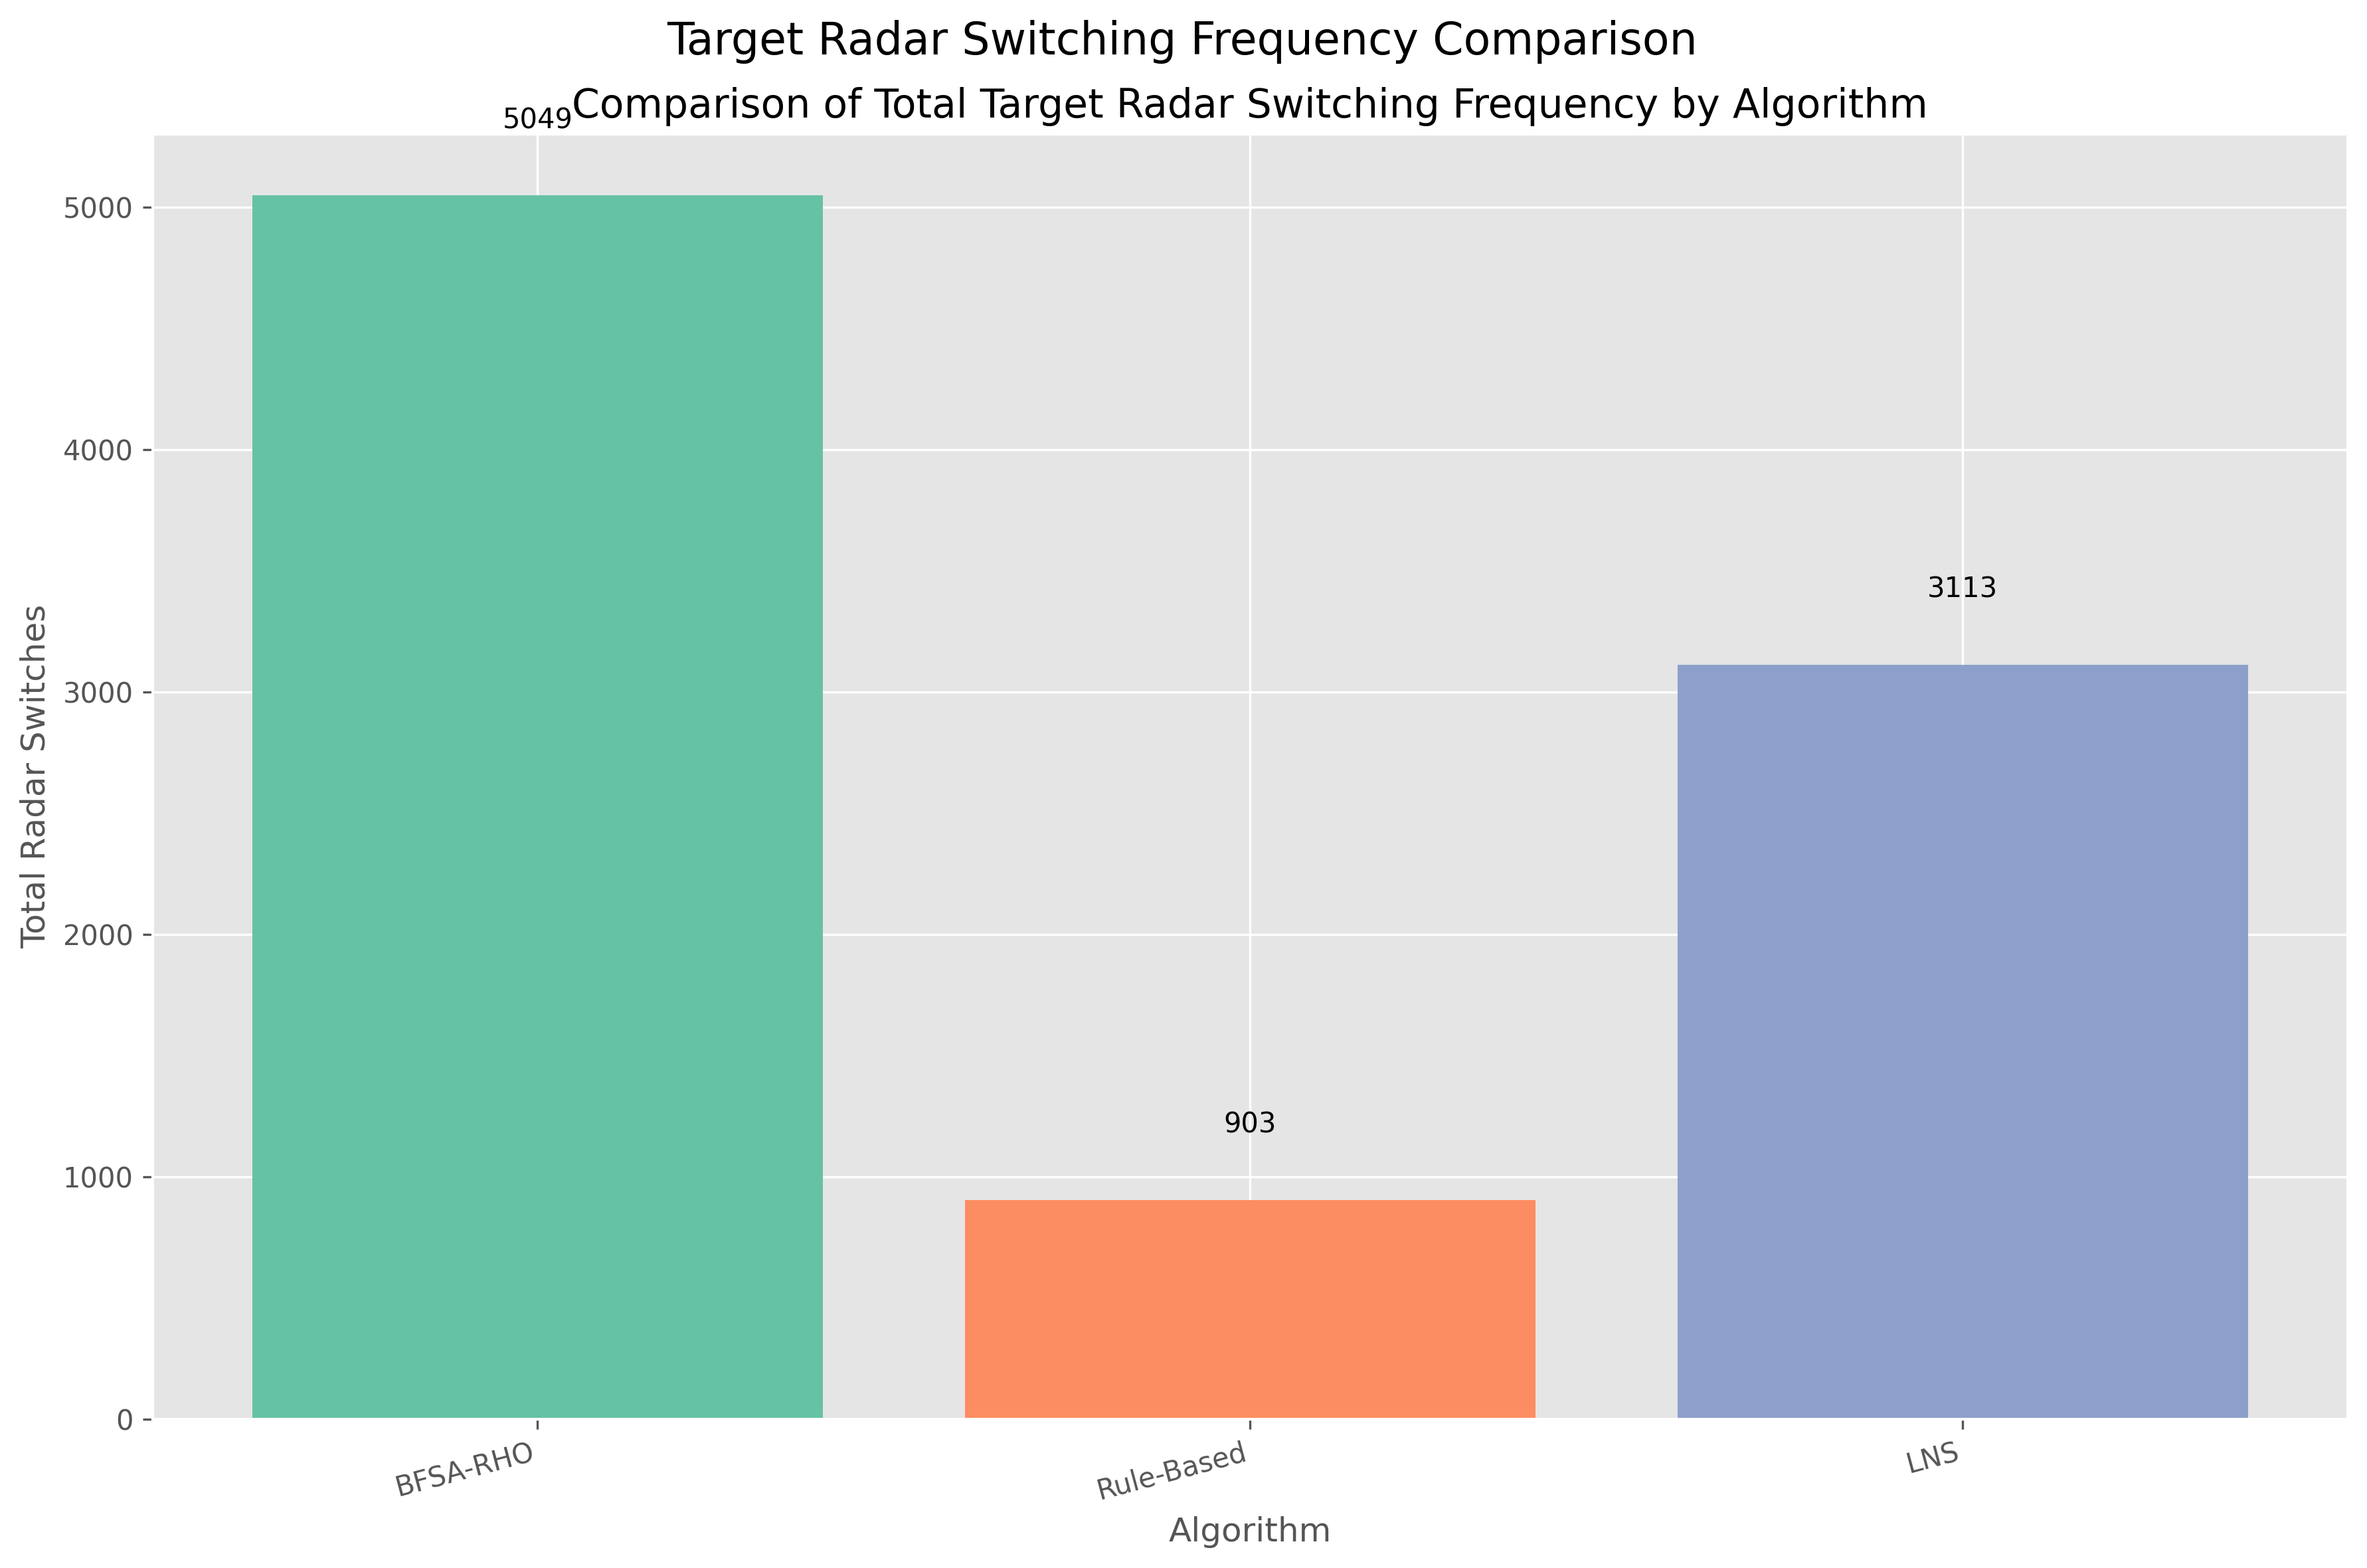 Target Radar Switching Frequency Comparison
Comparison of Total Target Radar Switching Frequency by Algorithm
5049
5000
4000
3113
3000
2000
903
1000
0
Total Radar Switches
BFSA-RHO
Rule-Based
LNS
Algorithm